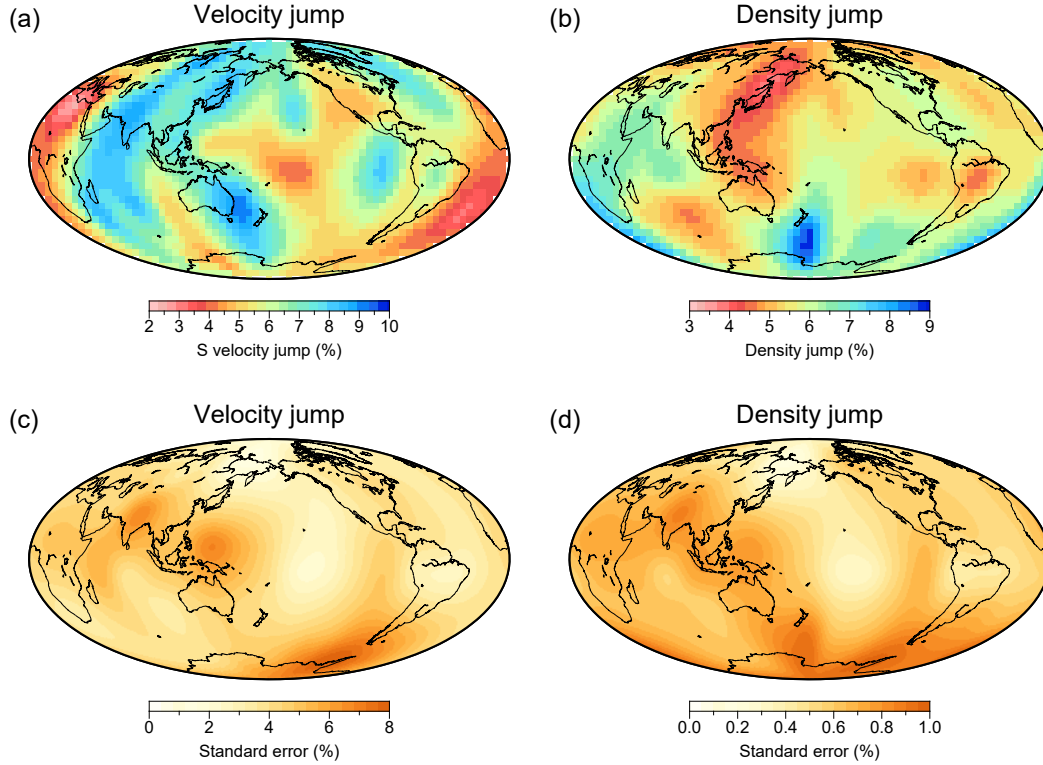 (a) Velocity jump
2 3 4 5 6 7 8 9 10
S velocity jump (%)
(b) Density jump
3 4 5 6 7 8 9
Density jump (%)
(c) Velocity jump
0 2 4 6 8
Standard error (%)
(d) Density jump
0.0 0.2 0.4 0.6 0.8 1.0
Standard error (%)